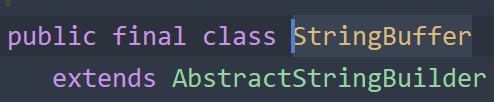 public final class StringBuffer
extends AbstractStringBuilder